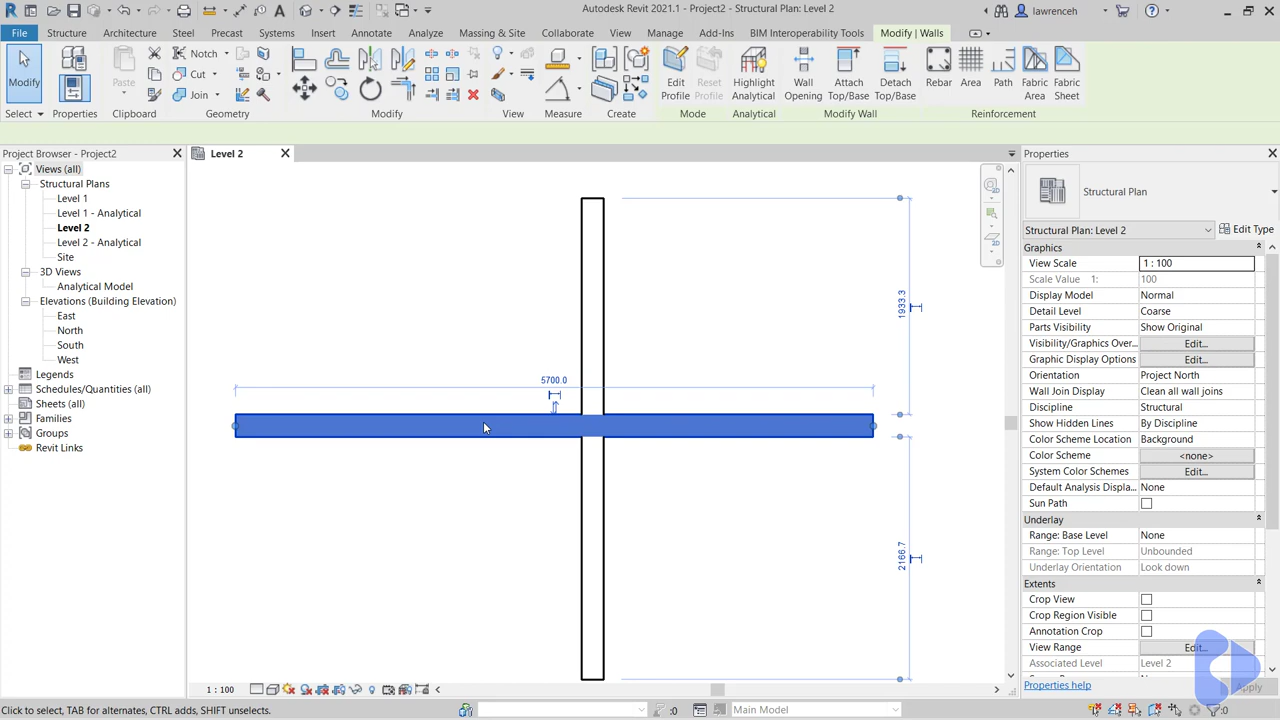 Autodesk Revit 2021.1 - Project2 - Structural Plan: Level 2
lawrenceh
File Structure Architecture Steel Precast Systems Insert Annotate Analyze Massing & Site Collaborate View Manage Add-Ins BIM Interoperability Tools Modify | Walls
Modify
Paste
Notch
Cut
Join
Edit Profile
Reset Profile
Highlight Analytical
Wall Opening
Attach Top/Base
Detach Top/Base
Rebar
Area
Path
Fabric Area
Fabric Sheet
Select Properties Clipboard Geometry Modify View Measure Create Mode Analytical Modify Wall Reinforcement
Project Browser - Project2
Views (all)
Structural Plans
Level 1
Level 1 - Analytical
Level 2
Level 2 - Analytical
Site
3D Views
Analytical Model
Elevations (Building Elevation)
East
North
South
West
Legends
Schedules/Quantities (all)
Sheets (all)
Families
Groups
Revit Links
Level 2
1933.3
5700.0
2166.7
Properties
Structural Plan
Structural Plan: Level 2 Edit Type
Graphics
View Scale 1 : 100
Scale Value 1: 100
Display Model Normal
Detail Level Coarse
Parts Visibility Show Original
Visibility/Graphics Over... Edit...
Graphic Display Options Edit...
Orientation Project North
Wall Join Display Clean all wall joins
Discipline Structural
Show Hidden Lines By Discipline
Color Scheme Location Background
Color Scheme <none>
System Color Schemes Edit...
Default Analysis Displa... None
Sun Path
Underlay
Range: Base Level None
Range: Top Level Unbounded
Underlay Orientation Look down
Extents
Crop View
Crop Region Visible
Annotation Crop
View Range Edit...
Associated Level Level 2
Properties help Apply
1 : 100
Click to select, TAB for alternates, CTRL adds, SHIFT unselects.
:0
Main Model
:0